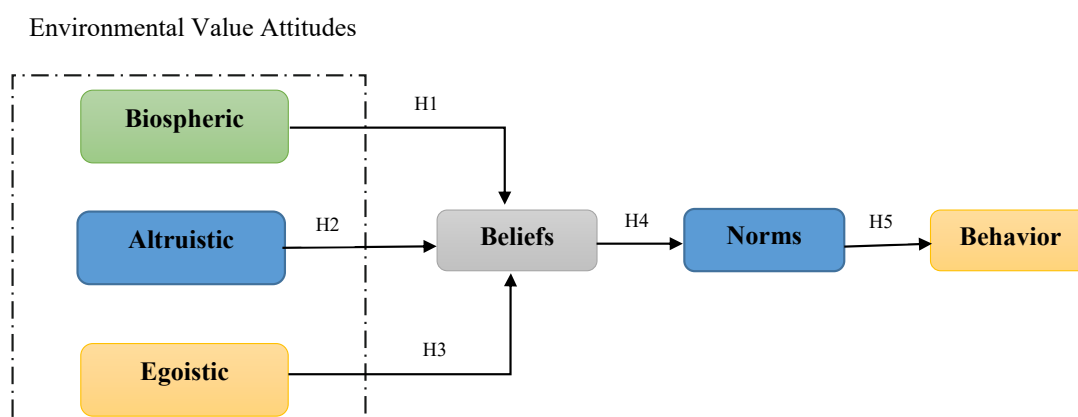 Environmental Value Attitudes
Biospheric
H1
Altruistic
H2
Beliefs
H4
Norms
H5
Behavior
Egoistic
H3